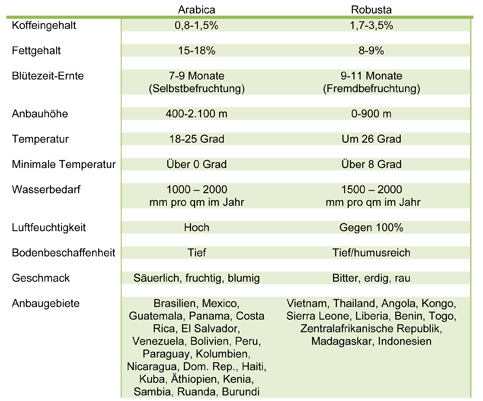 Arabica Robusta
Koffeingehalt 0,8-1,5% 1,7-3,5%
Fettgehalt 15-18% 8-9%
Blütezeit-Ernte 7-9 Monate 9-11 Monate
(Selbstbefruchtung) (Fremdbefruchtung)
Anbauhöhe 400-2.100 m 0-900 m
Temperatur 18-25 Grad Um 26 Grad
Minimale Temperatur Über 0 Grad Über 8 Grad
Wasserbedarf 1000 – 2000 1500 – 2000
mm pro qm im Jahr mm pro qm im Jahr
Luftfeuchtigkeit Hoch Gegen 100%
Bodenbeschaffenheit Tief Tief/humusreich
Geschmack Säuerlich, fruchtig, blumig Bitter, erdig, rau
Anbaugebiete Brasilien, Mexico, Vietnam, Thailand, Angola, Kongo,
Guatemala, Panama, Costa Sierra Leone, Liberia, Benin, Togo,
Rica, El Salvador, Zentralafrikanische Republik,
Venezuela, Bolivien, Peru, Madagaskar, Indonesien
Paraguay, Kolumbien,
Nicaragua, Dom. Rep., Haiti,
Kuba, Äthiopien, Kenia,
Sambia, Ruanda, Burundi